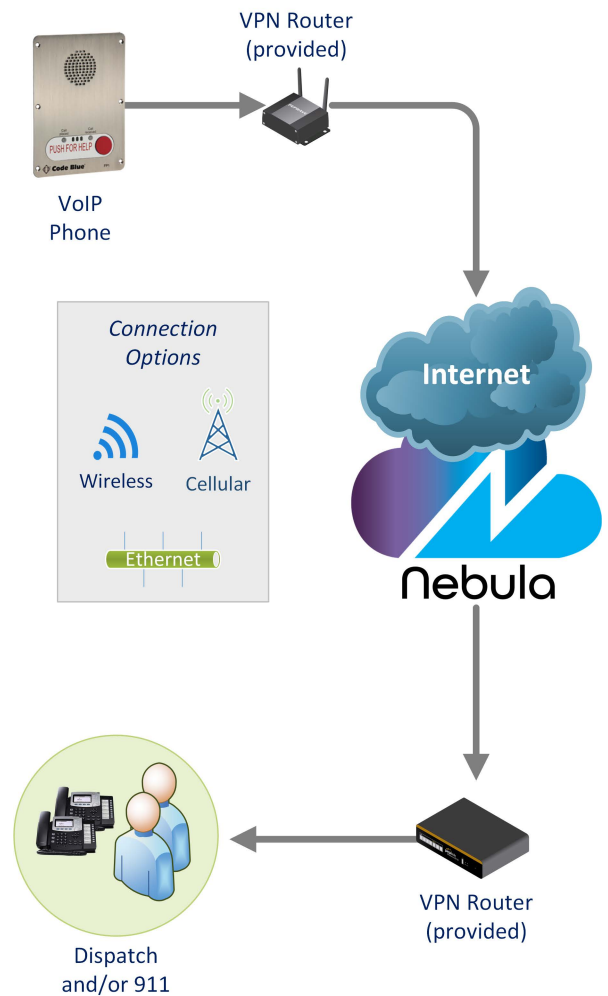 VPN Router
(provided)
PUSH FOR HELP
Code Blue
VoIP
Phone
Connection
Options
Wireless
Cellular
Ethernet
Internet
Nebula
VPN Router
(provided)
Dispatch
and/or 911